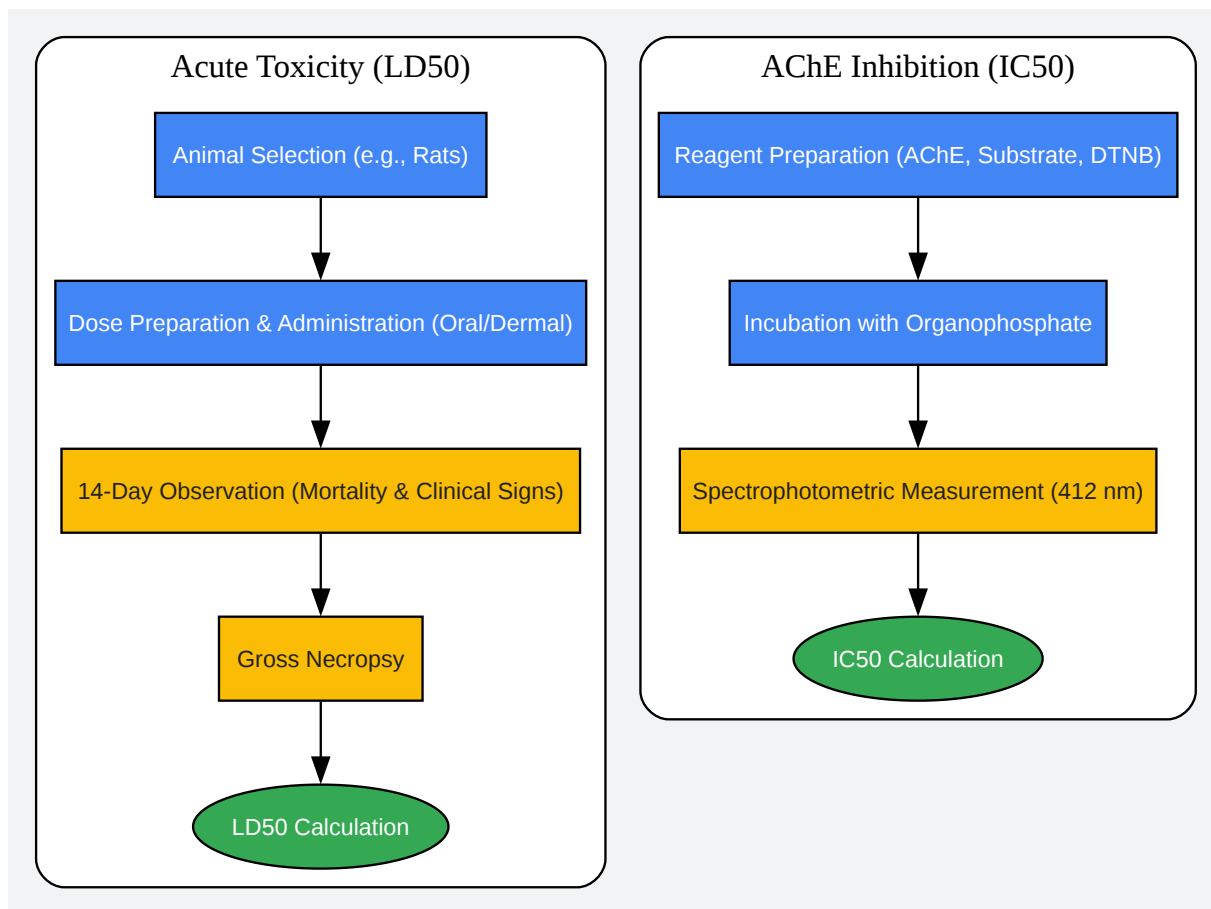 Acute Toxicity (LD50)
Animal Selection (e.g., Rats)
Dose Preparation & Administration (Oral/Dermal)
14-Day Observation (Mortality & Clinical Signs)
Gross Necropsy
LD50 Calculation
AChE Inhibition (IC50)
Reagent Preparation (AChE, Substrate, DTNB)
Incubation with Organophosphate
Spectrophotometric Measurement (412 nm)
IC50 Calculation